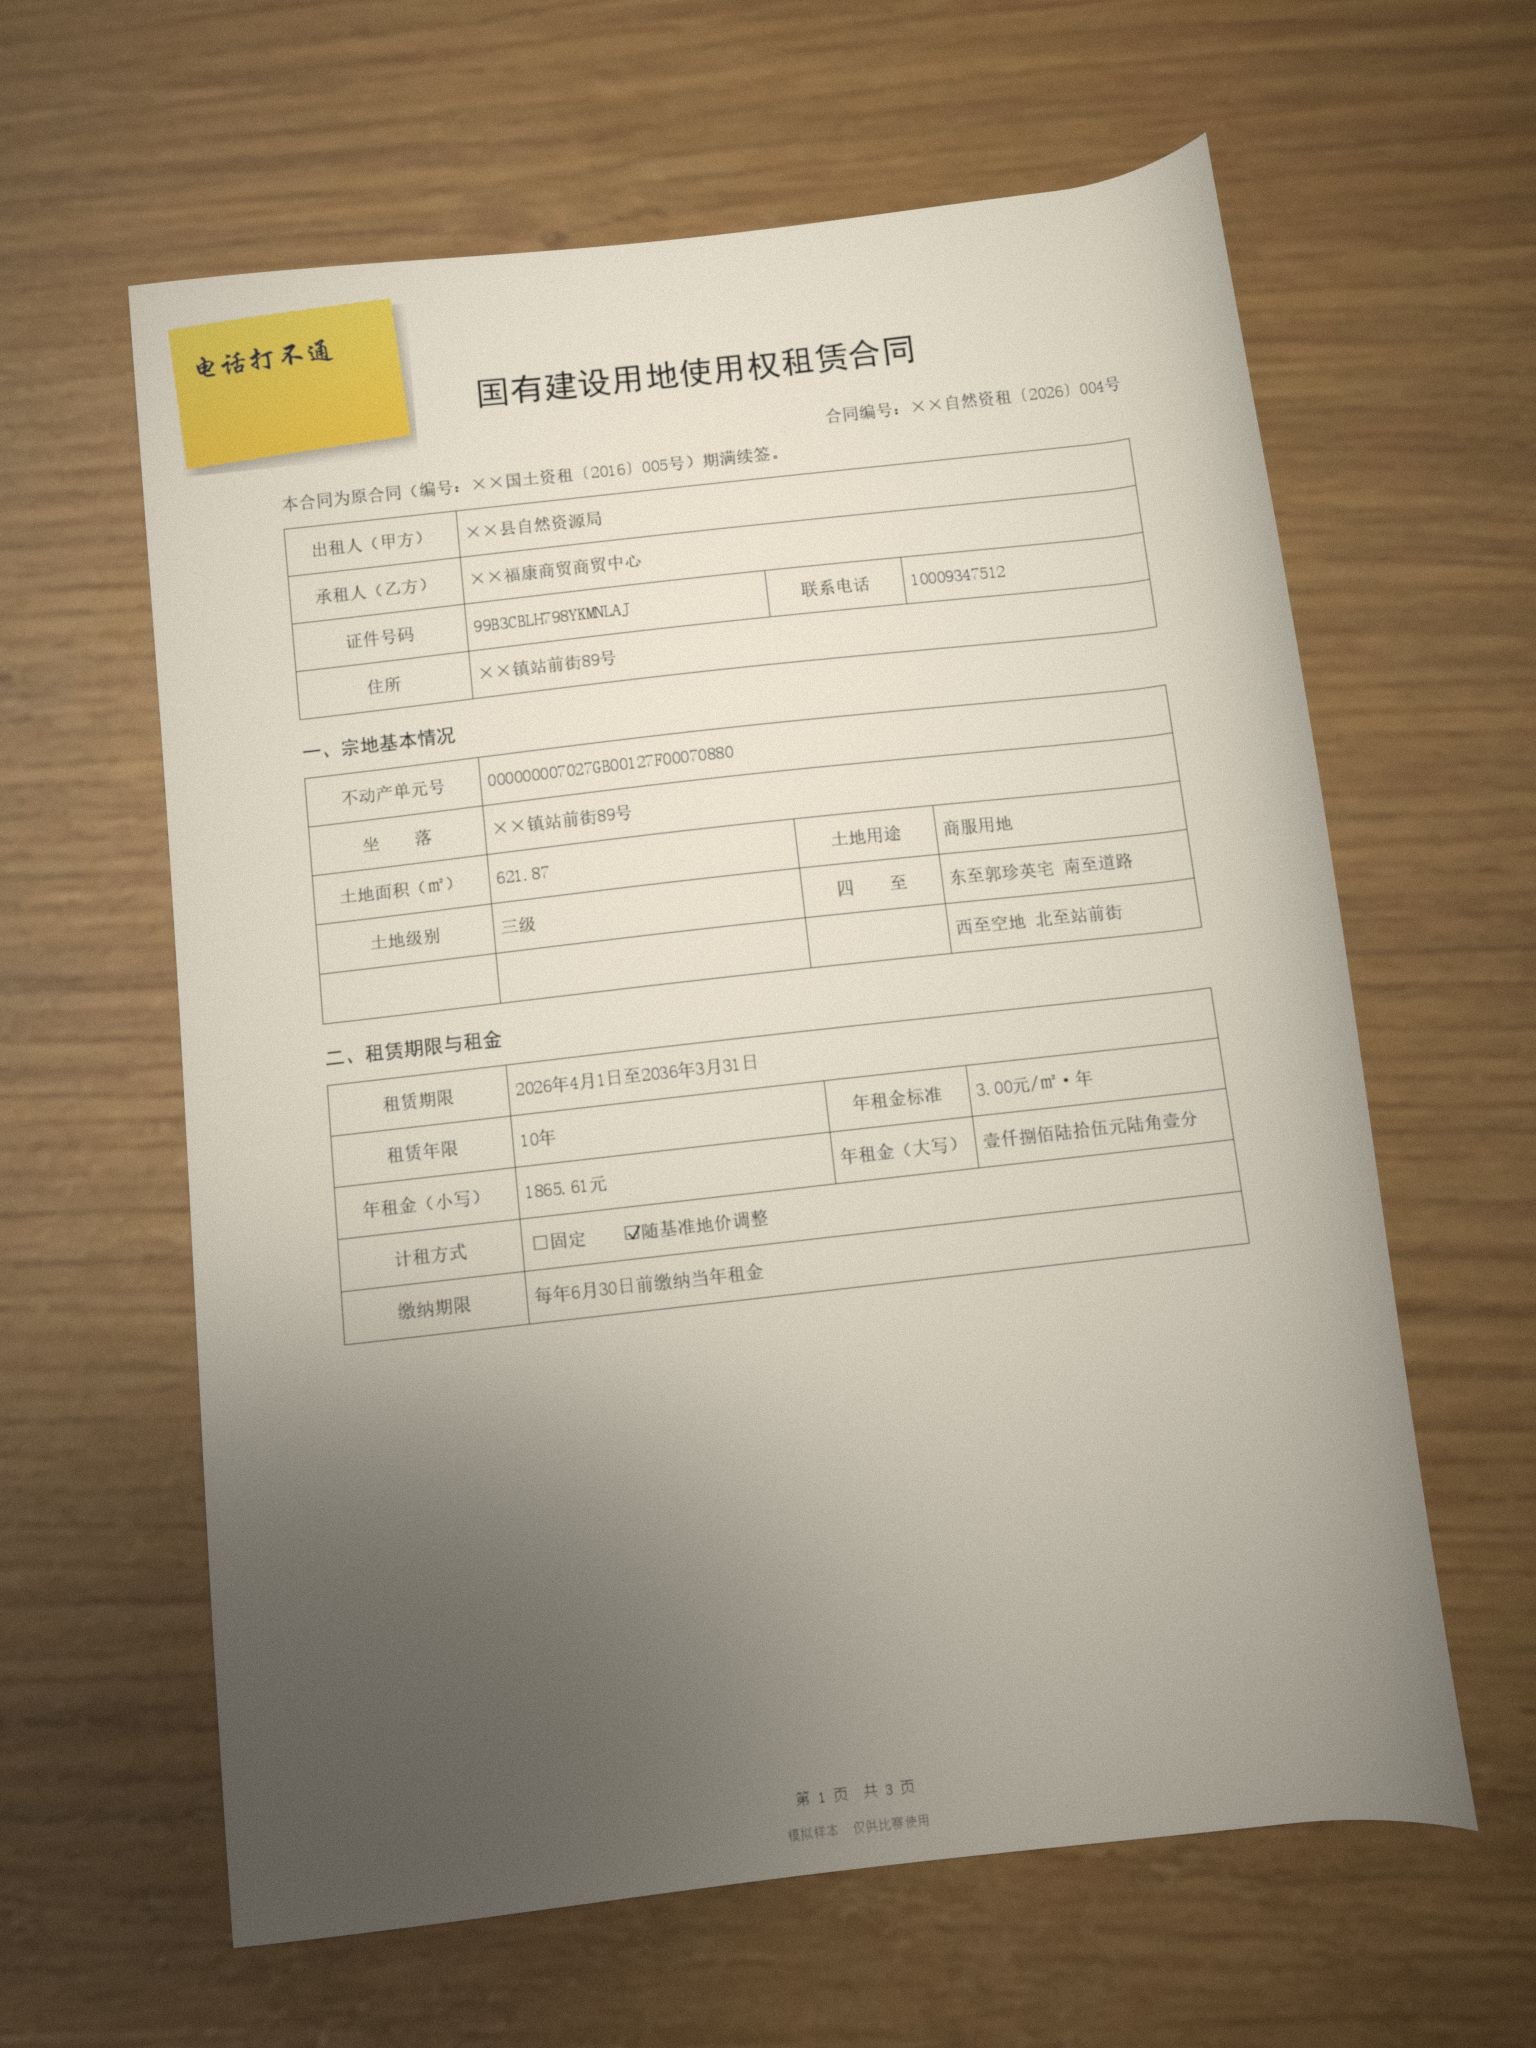 电话打不通
国有建设用地使用权租赁合同
合同编号：××自然资租〔2026〕004号
本合同为原合同（编号：××国土资租〔2016〕005号）期满续签。
出租人（甲方） ××县自然资源局
承租人（乙方） ××福康商贸商贸中心
证件号码 99B3CBLH798YKMNLAJ 联系电话 10009347512
住所 ××镇站前街89号
一、宗地基本情况
不动产单元号 000000007027GB00127F00070880
坐　　落 ××镇站前街89号
土地面积（㎡） 621.87 土地用途 商服用地
土地级别 三级 四　　至 东至郭珍英宅 南至道路
西至空地 北至站前街
二、租赁期限与租金
租赁期限 2026年4月1日至2036年3月31日
租赁年限 10年 年租金标准 3.00元/㎡·年
年租金（小写） 1865.61元 年租金（大写） 壹仟捌佰陆拾伍元陆角壹分
计租方式 □固定 ☑随基准地价调整
缴纳期限 每年6月30日前缴纳当年租金
第 1 页 共 3 页
模拟样本 仅供比赛使用